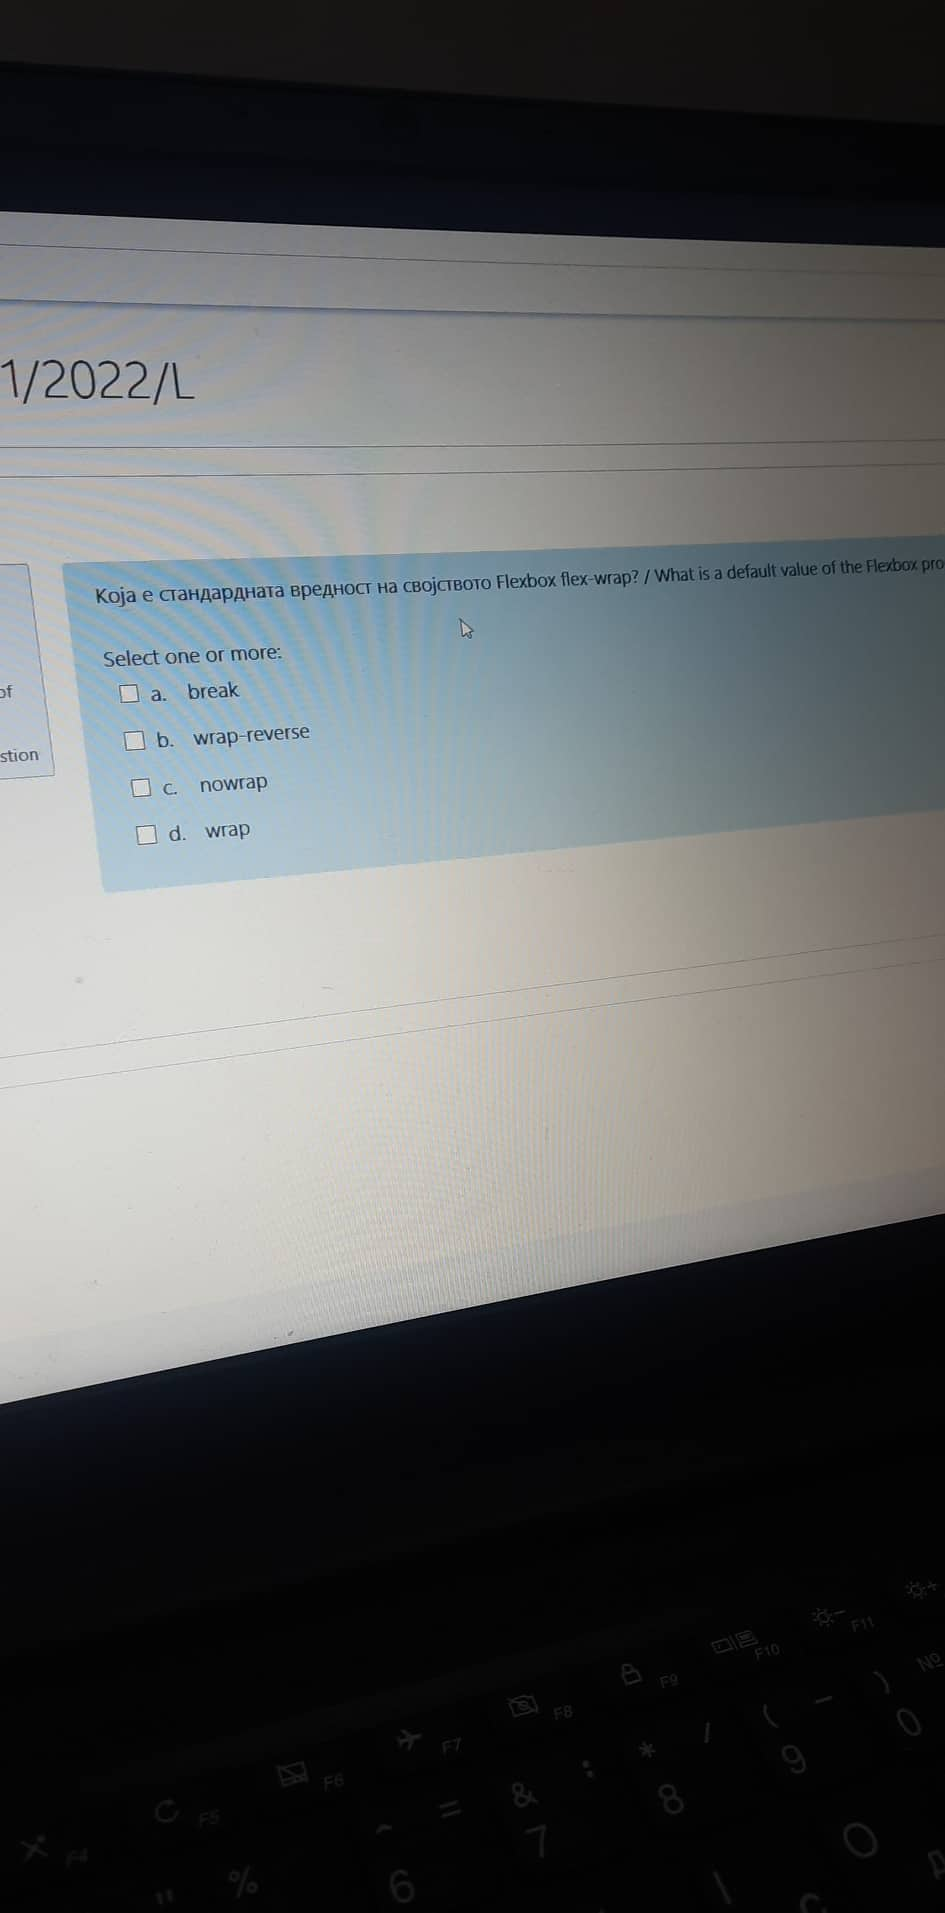 1/2022/L
Која е стандардната вредност на својството Flexbox flex-wrap? / What is a default value of the Flexbox pro
Select one or more:
of
a. break
stion
b. wrap-reverse
c. nowrap
d. wrap
F4
F5
F6
F7
F8
F9
F10
F11
" %
6
= &
7
: *
8
/ (
9
_ )
0
№
O